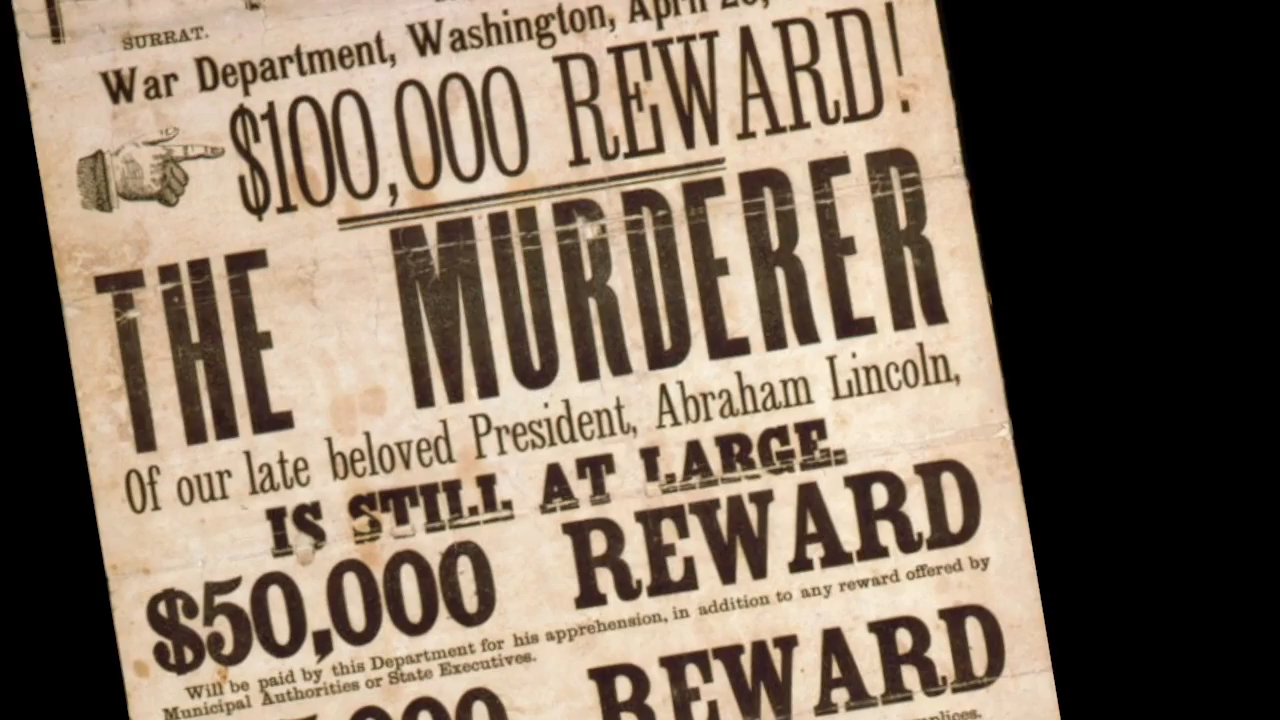 SURRAT.
War Department, Washington, April 20,
$100,000 REWARD!
THE MURDERER
Of our late beloved President, Abraham Lincoln,
IS STILL AT LARGE.
$50,000 REWARD
Will be paid by this Department for his apprehension, in addition to any reward offered by
Municipal Authorities or State Executives.
REWARD